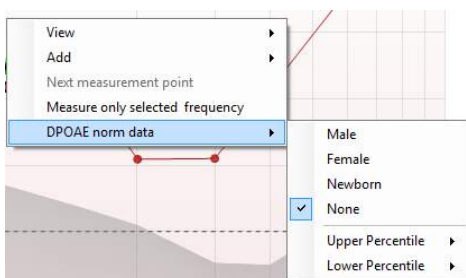 View
Add
Next measurement point
Measure only selected frequency
DPOAE norm data
Male
Female
Newborn
None
Upper Percentile
Lower Percentile